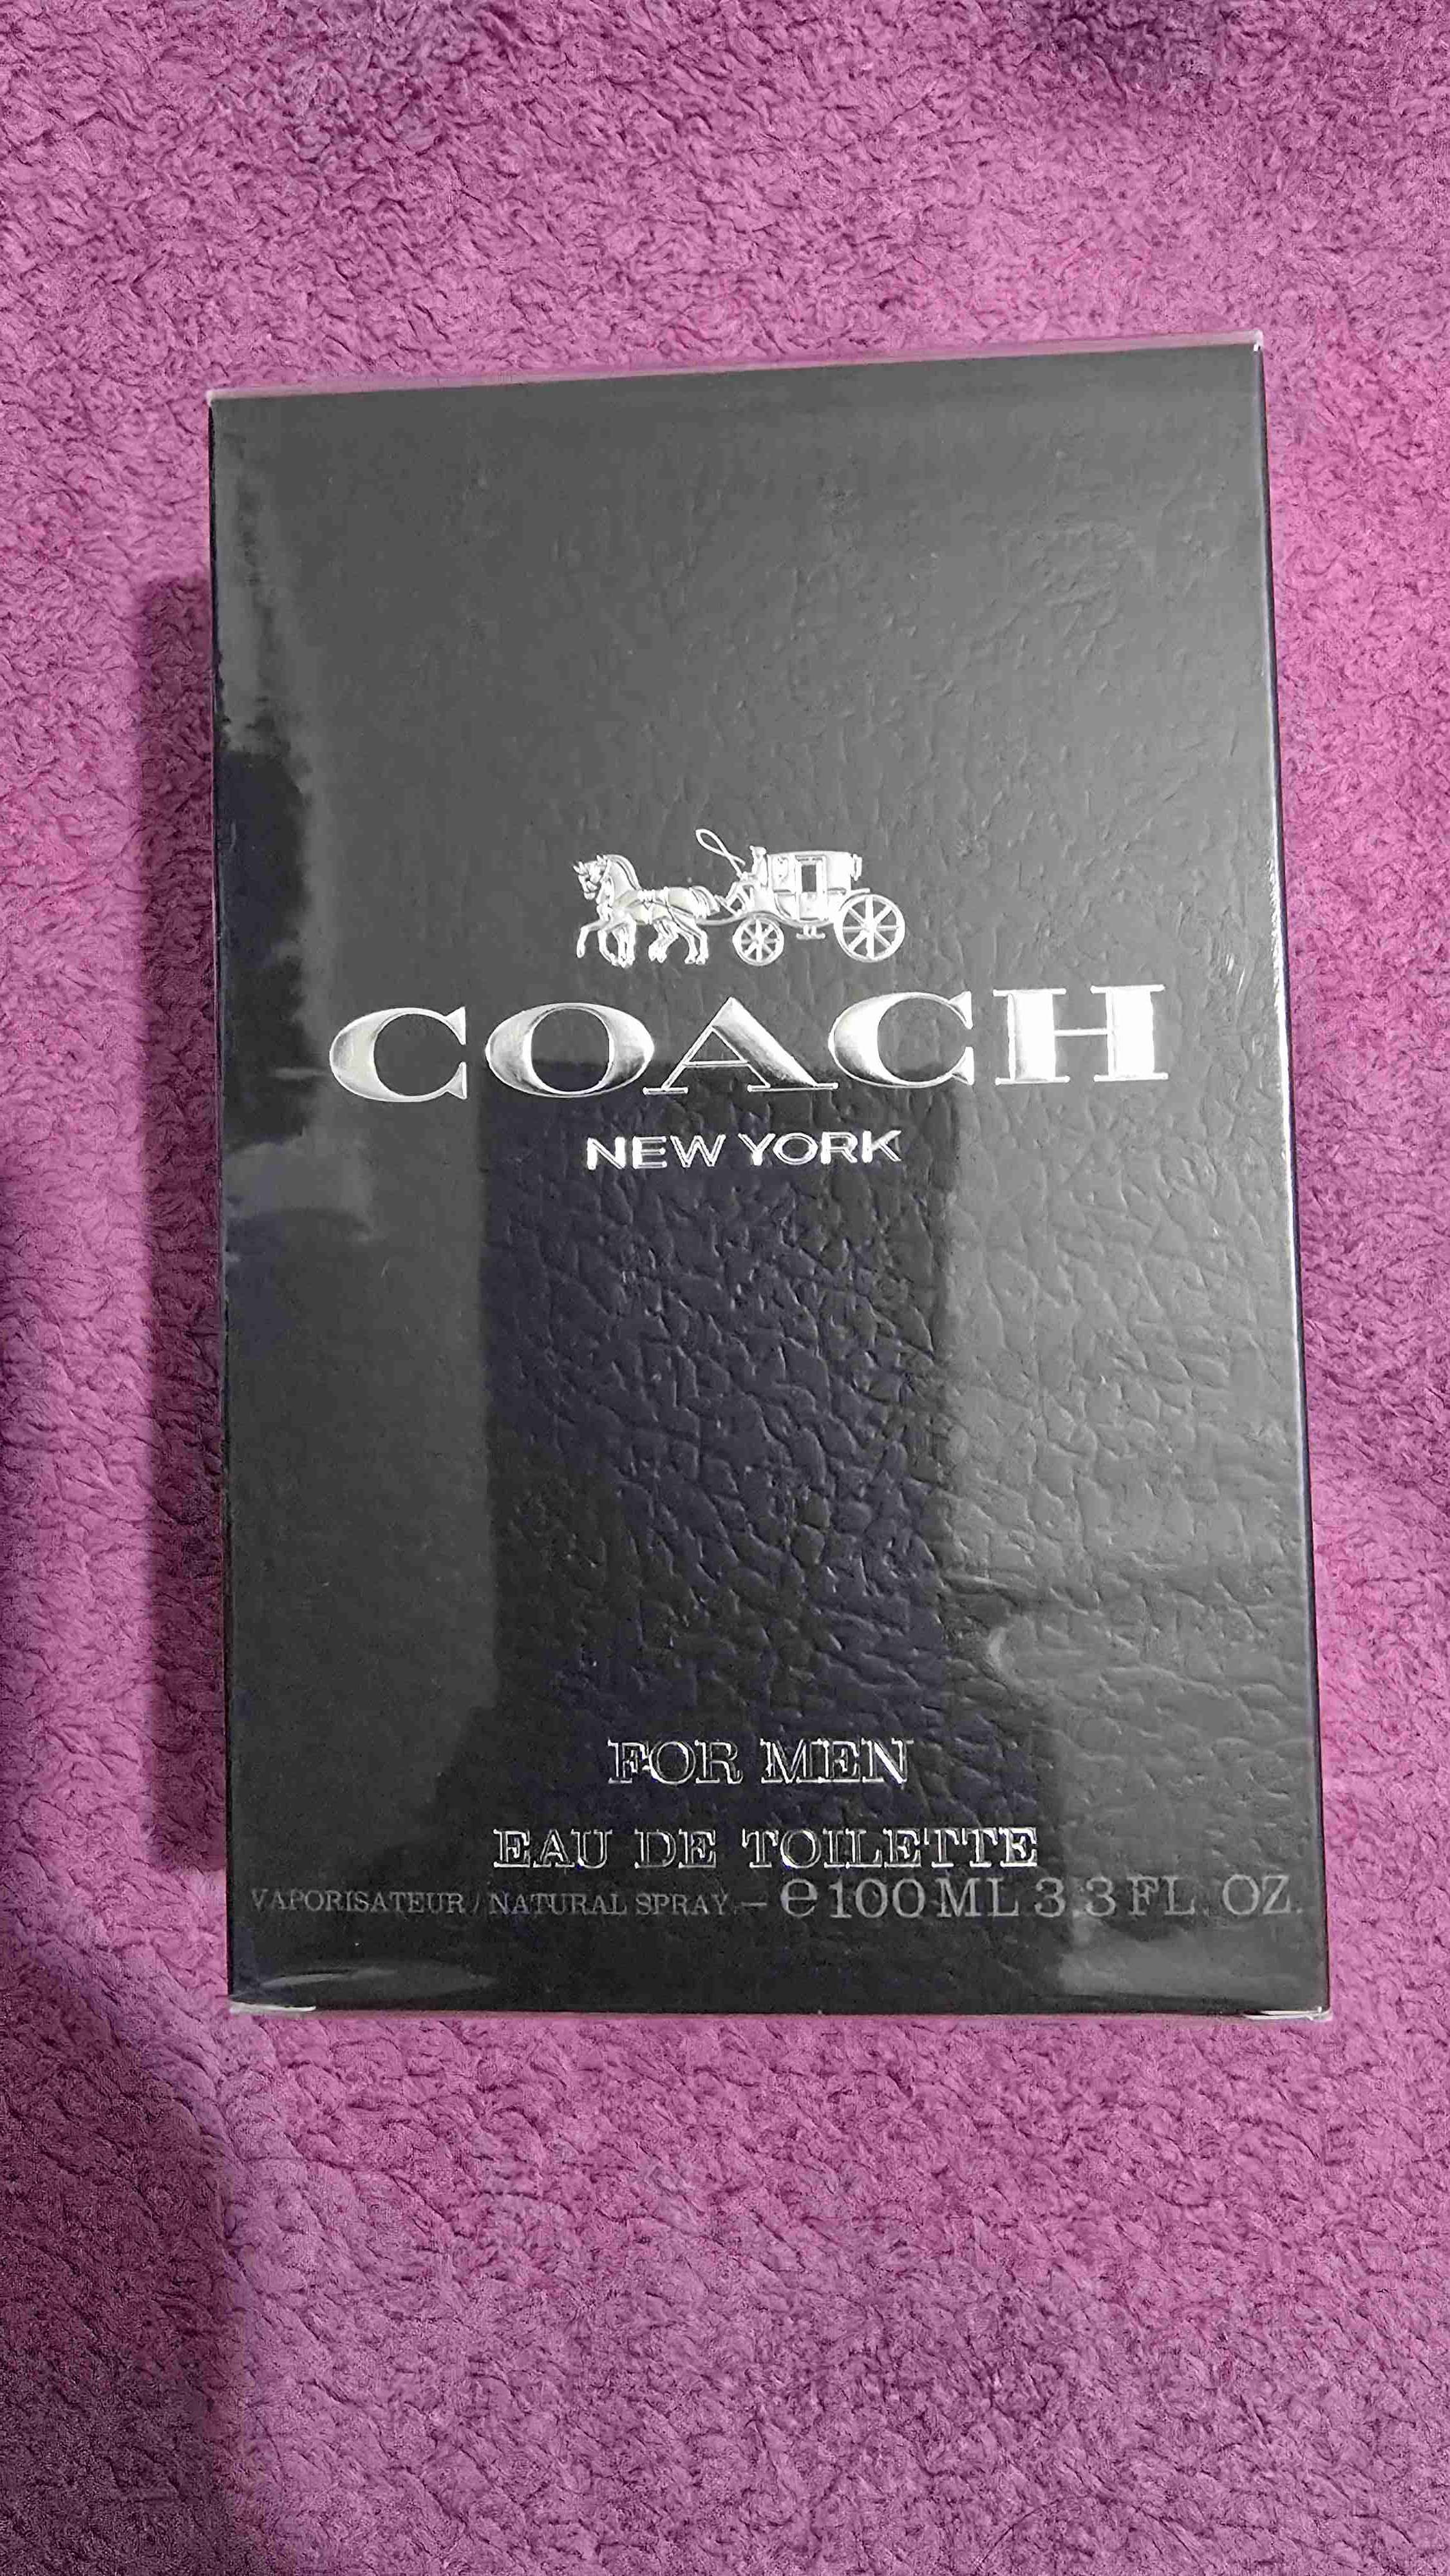 COACH
NEW YORK
FOR MEN
EAU DE TOILETTE
VAPORISATEUR / NATURAL SPRAY – ℮ 100 ML 3.3 FL. OZ.